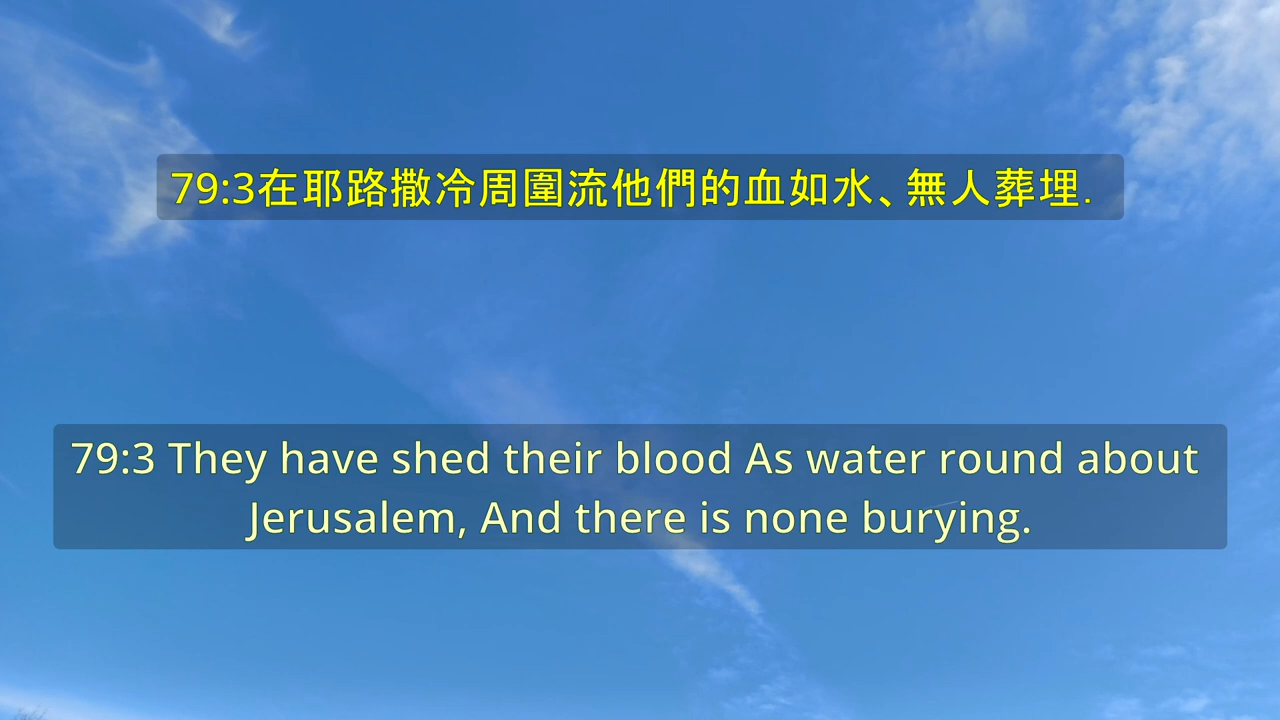 79:3在耶路撒冷周圍流他們的血如水、無人葬埋.
79:3 They have shed their blood As water round about
Jerusalem, And there is none burying.